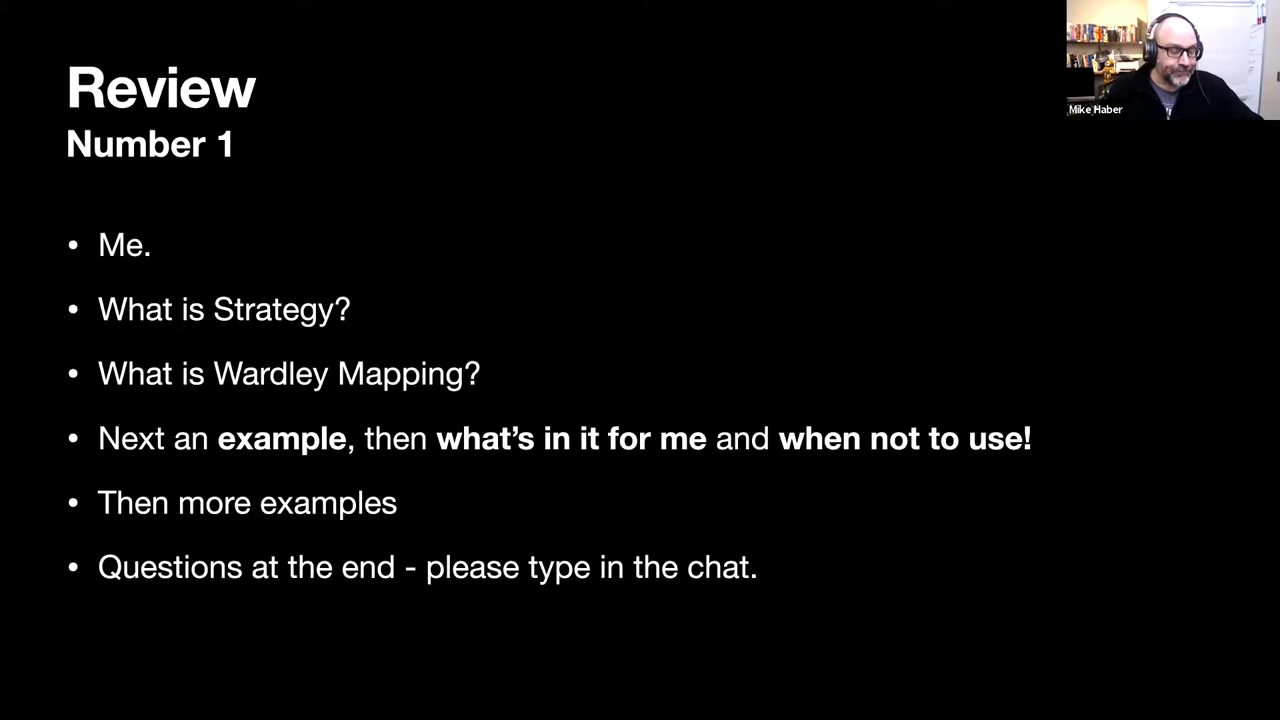 Review
Number 1
• Me.
• What is Strategy?
• What is Wardley Mapping?
• Next an example, then what’s in it for me and when not to use!
• Then more examples
• Questions at the end - please type in the chat.
Mike Haber